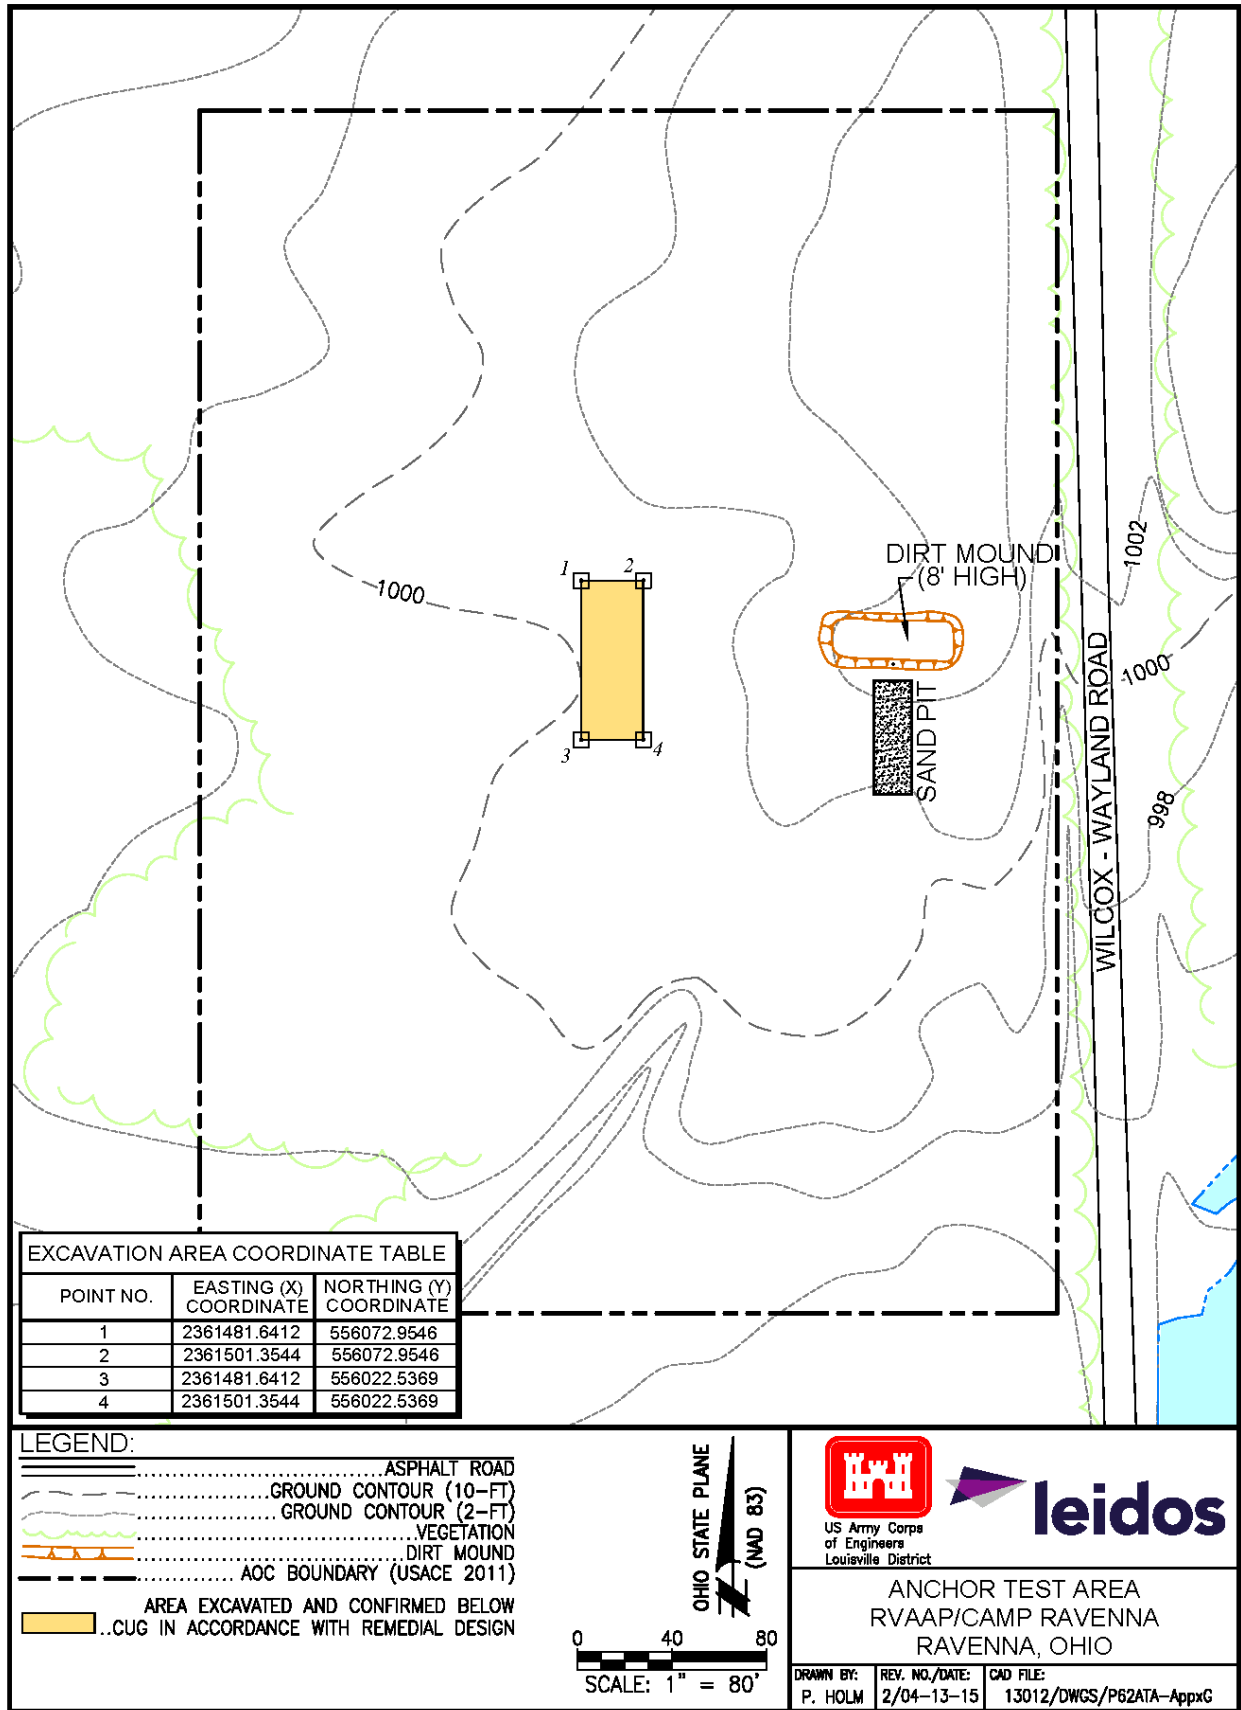 DIRT MOUND
(8' HIGH)
1002
1
2
1000
1000
WILCOX - WAYLAND ROAD
SAND PIT
3
4
998
EXCAVATION AREA COORDINATE TABLE
POINT NO. EASTING (X) COORDINATE NORTHING (Y) COORDINATE
1 2361481.6412 556072.9546
2 2361501.3544 556072.9546
3 2361481.6412 556022.5369
4 2361501.3544 556022.5369
LEGEND:
ASPHALT ROAD
GROUND CONTOUR (10-FT)
GROUND CONTOUR (2-FT)
VEGETATION
DIRT MOUND
AOC BOUNDARY (USACE 2011)
AREA EXCAVATED AND CONFIRMED BELOW
CUG IN ACCORDANCE WITH REMEDIAL DESIGN
OHIO STATE PLANE
(NAD 83)
0 40 80
SCALE: 1" = 80'
US Army Corps
of Engineers
Louisville District
leidos
ANCHOR TEST AREA
RVAAP/CAMP RAVENNA
RAVENNA, OHIO
DRAWN BY: REV. NO./DATE: CAD FILE:
P. HOLM 2/04-13-15 13012/DWGS/P62ATA-AppxG